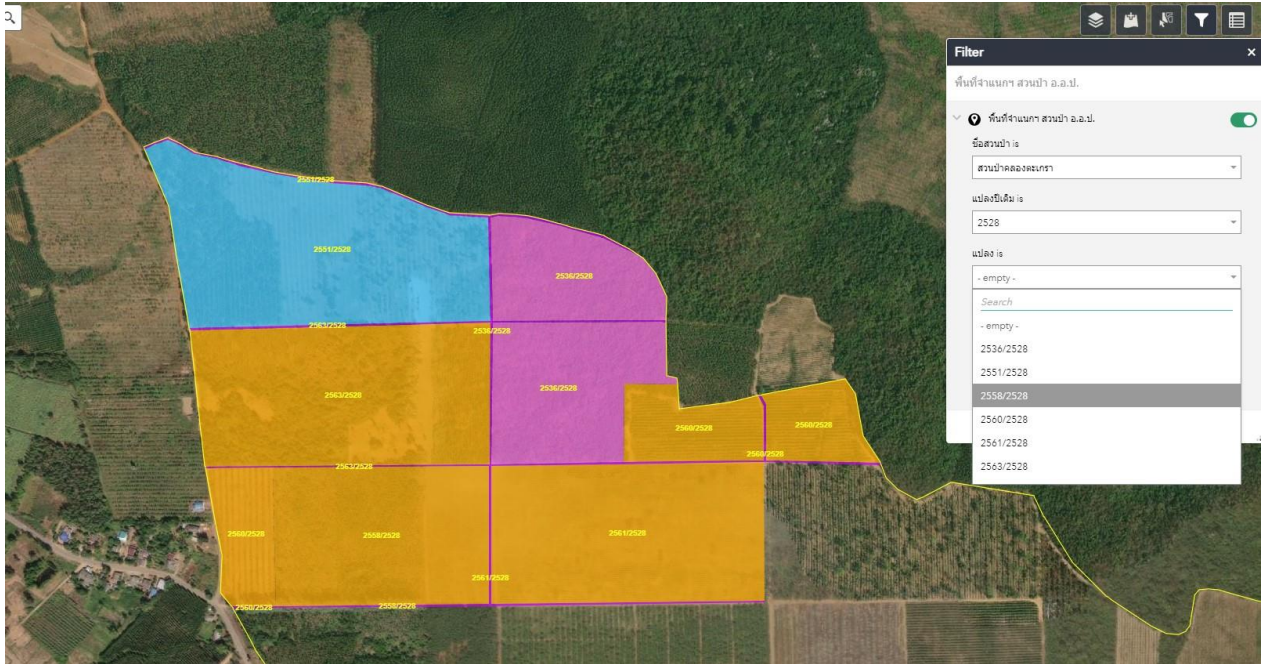 Filter ×
พื้นที่จำแนกฯ สวนป่า อ.อ.ป.
พื้นที่จำแนกฯ สวนป่า อ.อ.ป.
ชื่อสวนป่า is
สวนป่าคลองตะเกรา
แปลงปีเดิม is
2528
แปลง is
- empty -
Search
- empty -
2536/2528
2551/2528
2558/2528
2560/2528
2561/2528
2563/2528
2551/2528
2551/2528
2536/2528
2563/2528
2536/2528
2536/2528
2563/2528
2560/2528
2560/2528
2560/2528
2563/2528
2560/2528
2558/2528
2561/2528
2561/2528
2560/2528
2558/2528